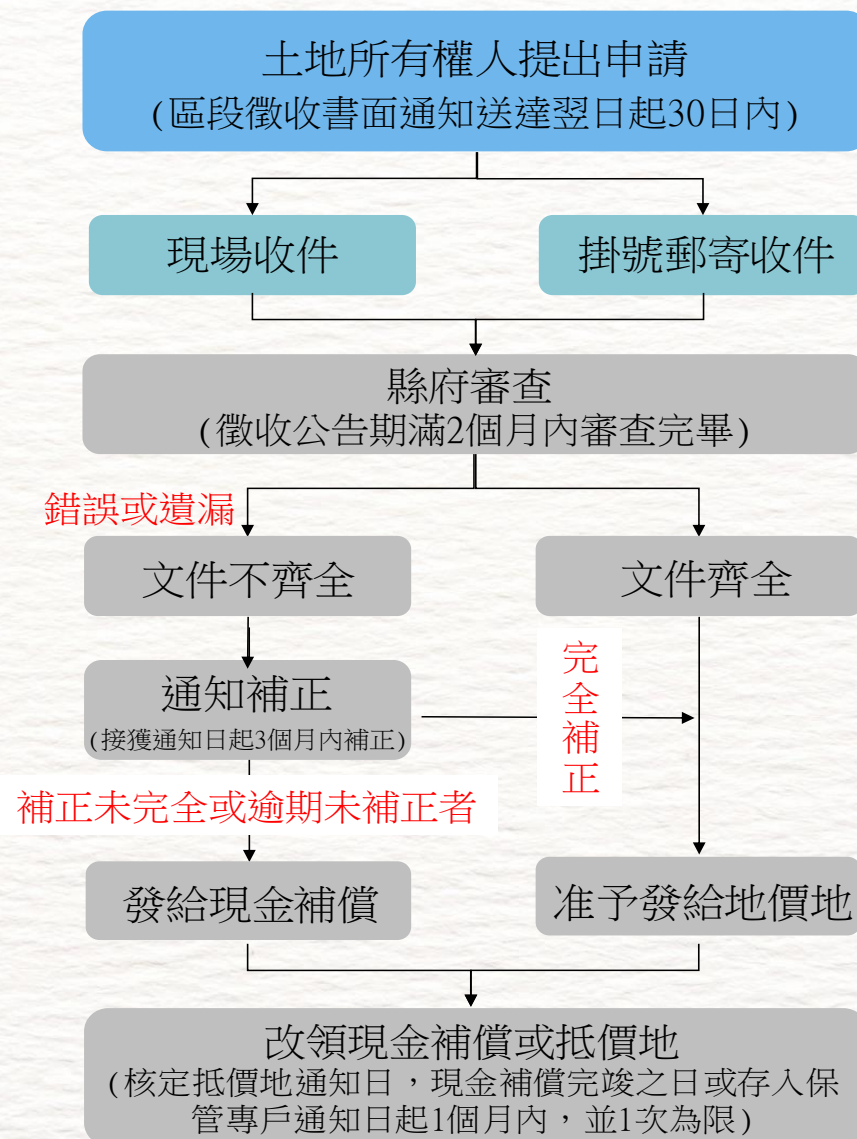 土地所有權人提出申請
(區段徵收書面通知送達翌日起30日內)
現場收件
掛號郵寄收件
縣府審查
(徵收公告期滿2個月內審查完畢)
錯誤或遺漏
文件不齊全
文件齊全
通知補正
(接獲通知日起3個月內補正)
完全補正
補正未完全或逾期未補正者
發給現金補償
准予發給地價地
改領現金補償或抵價地
(核定抵價地通知日，現金補償完竣之日或存入保
管專戶通知日起1個月內，並1次為限)